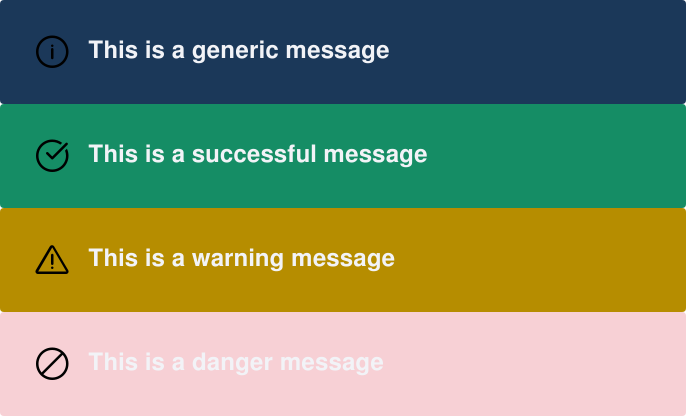 This is a generic message
This is a successful message
This is a warning message
This is a danger message